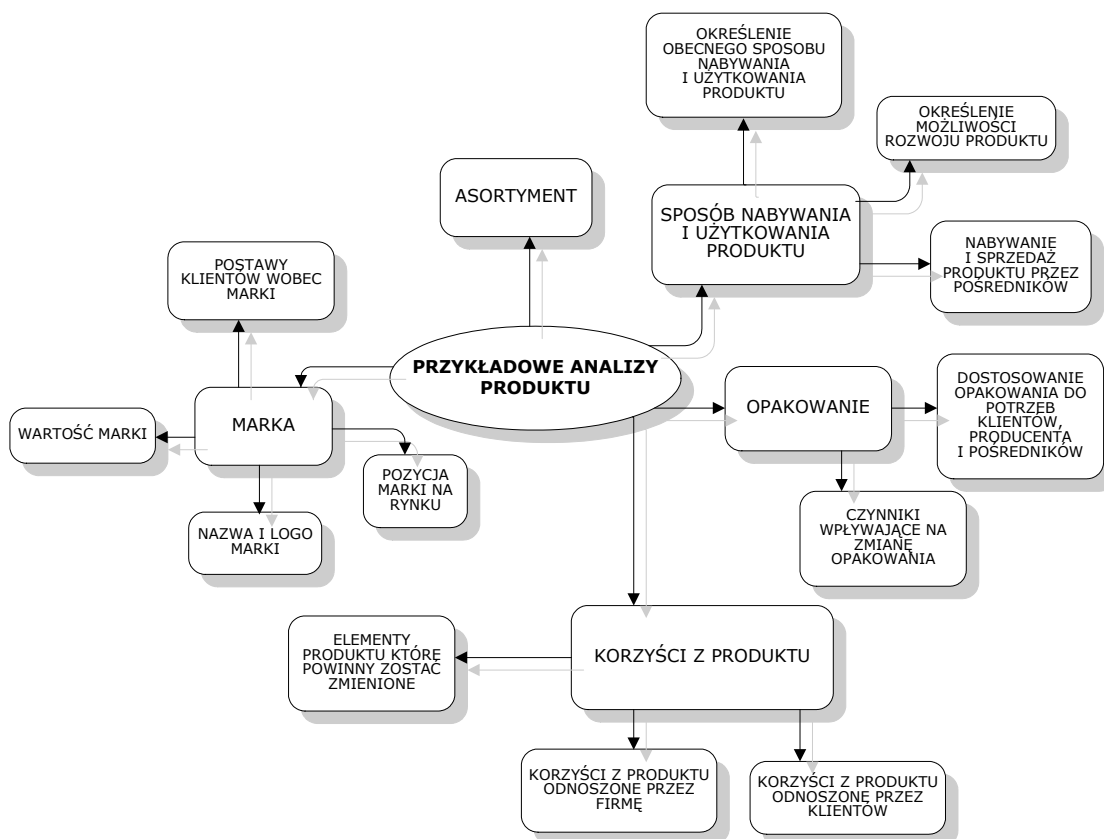 OKREŚLENIE
OBECNEGO SPOSOBU
NABYWANIA
I UŻYTKOWANIA
PRODUKTU
OKREŚLENIE
MOŻLIWOŚCI
ROZWOJU PRODUKTU
ASORTYMENT
SPOSÓB NABYWANIA
I UŻYTKOWANIA
PRODUKTU
NABYWANIE
I SPRZEDAŻ
PRODUKTU PRZEZ
POŚREDNIKÓW
POSTAWY
KLIENTÓW WOBEC
MARKI
PRZYKŁADOWE ANALIZY
PRODUKTU
WARTOŚĆ MARKI
MARKA
OPAKOWANIE
DOSTOSOWANIE
OPAKOWANIA DO
POTRZEB
KLIENTÓW,
PRODUCENTA
I POŚREDNIKÓW
POZYCJA
MARKI NA
RYNKU
NAZWA I LOGO
MARKI
CZYNNIKI
WPŁYWAJĄCE NA
ZMIANĘ
OPAKOWANIA
ELEMENTY
PRODUKTU KTÓRE
POWINNY ZOSTAĆ
ZMIENIONE
KORZYŚCI Z PRODUKTU
KORZYŚCI Z PRODUKTU
ODNOSZONE PRZEZ
FIRMĘ
KORZYŚCI Z PRODUKTU
ODNOSZONE PRZEZ
KLIENTÓW